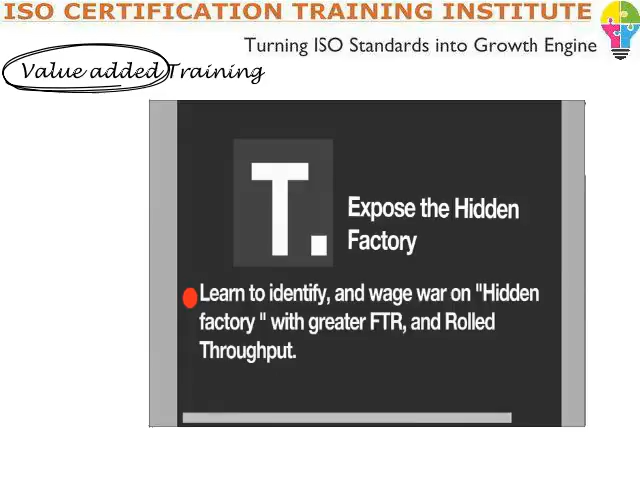 ISO CERTIFICATION TRAINING INSTITUTE
Turning ISO Standards into Growth Engine
Value added Training
T.
Expose the Hidden
Factory
Learn to identify, and wage war on "Hidden
factory " with greater FTR, and Rolled
Throughput.